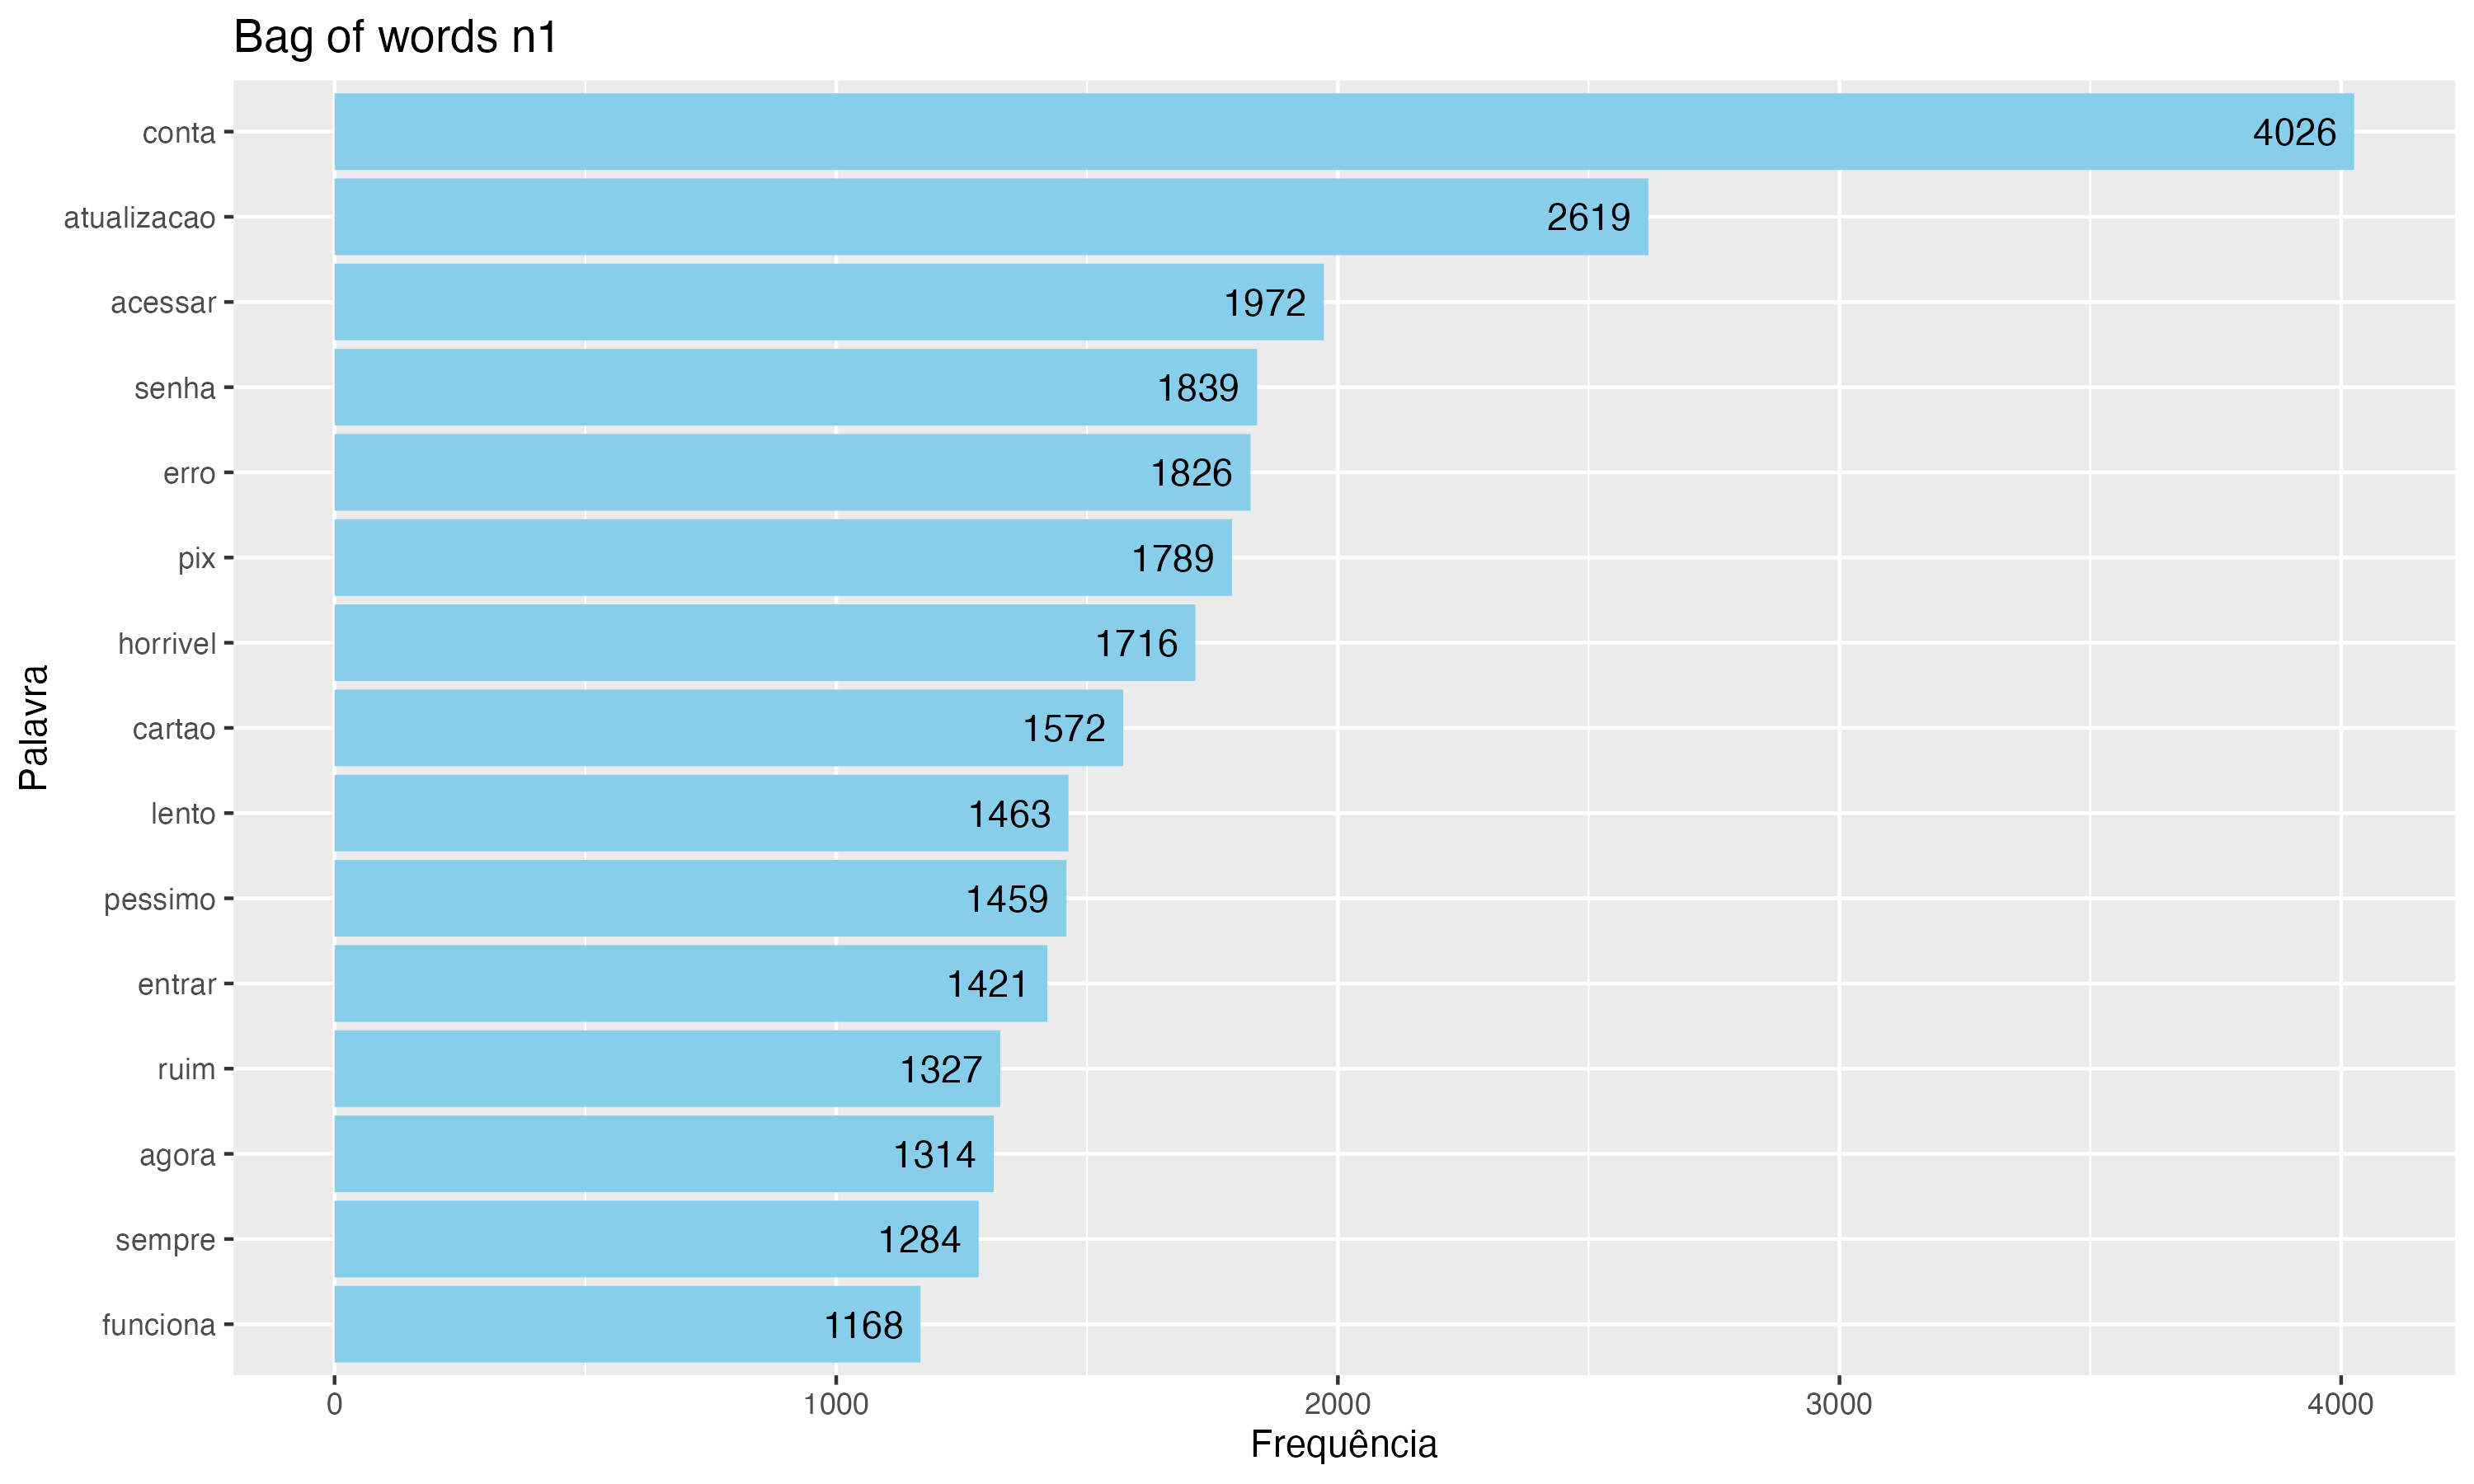 Bag of words n1
conta 4026
atualizacao 2619
acessar 1972
senha 1839
erro 1826
pix 1789
horrivel 1716
cartao 1572
lento 1463
pessimo 1459
entrar 1421
ruim 1327
agora 1314
sempre 1284
funciona 1168
Palavra
0 1000 2000 3000 4000
Frequência